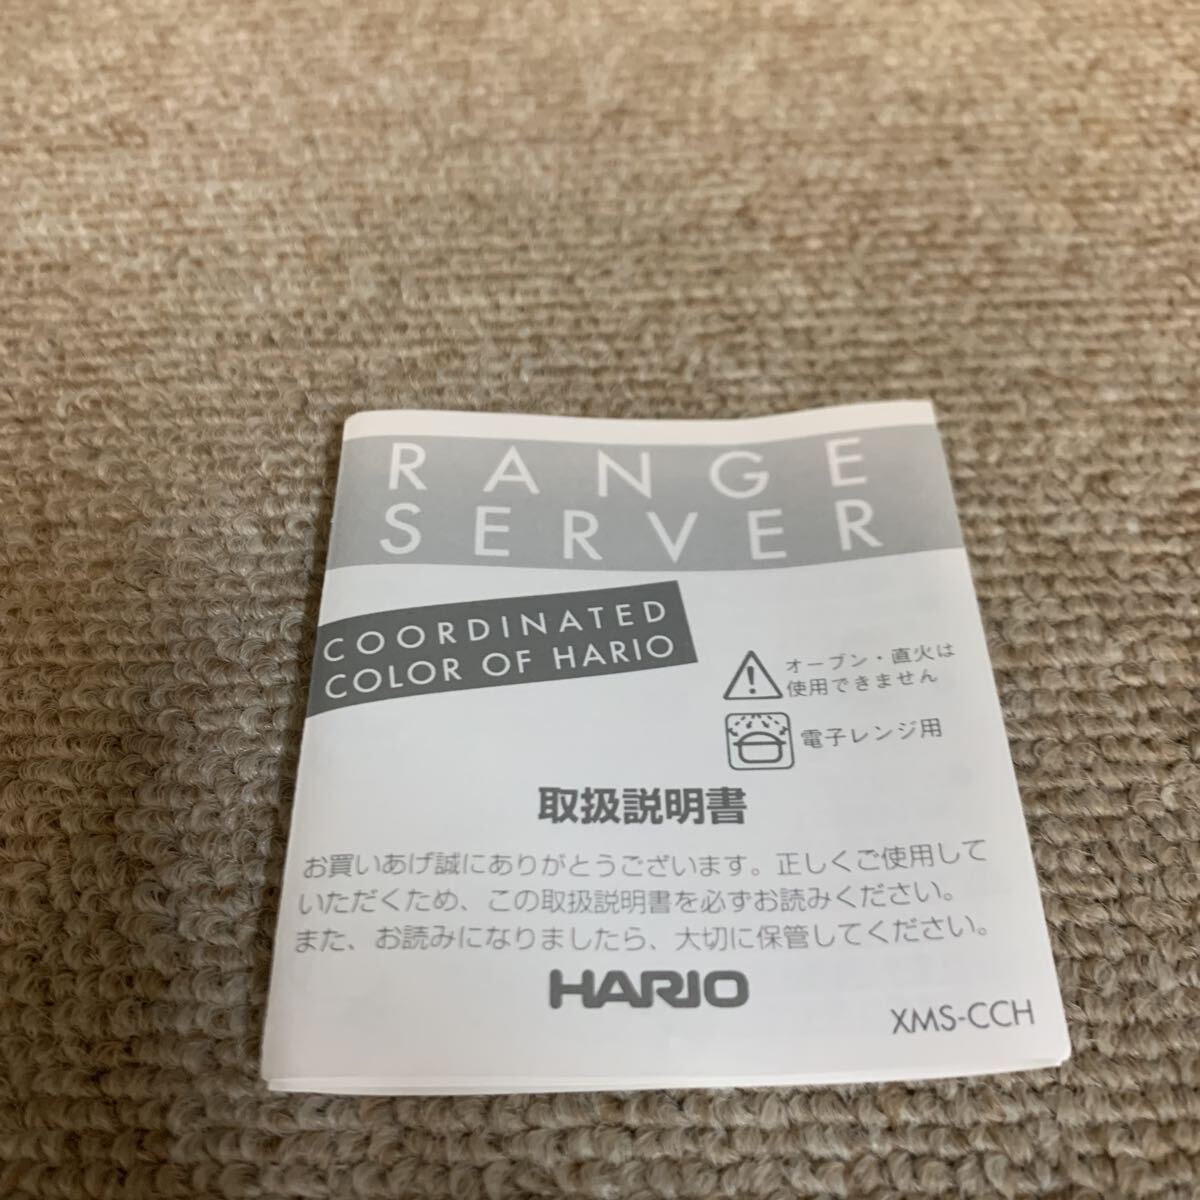 RANGE
SERVER
COORDINATED
COLOR OF HARIO
オーブン・直火は
使用できません
電子レンジ用
取扱説明書
お買いあげ誠にありがとうございます。正しくご使用して
いただくため、この取扱説明書を必ずお読みください。
また、お読みになりましたら、大切に保管してください。
HARIO
XMS-CCH